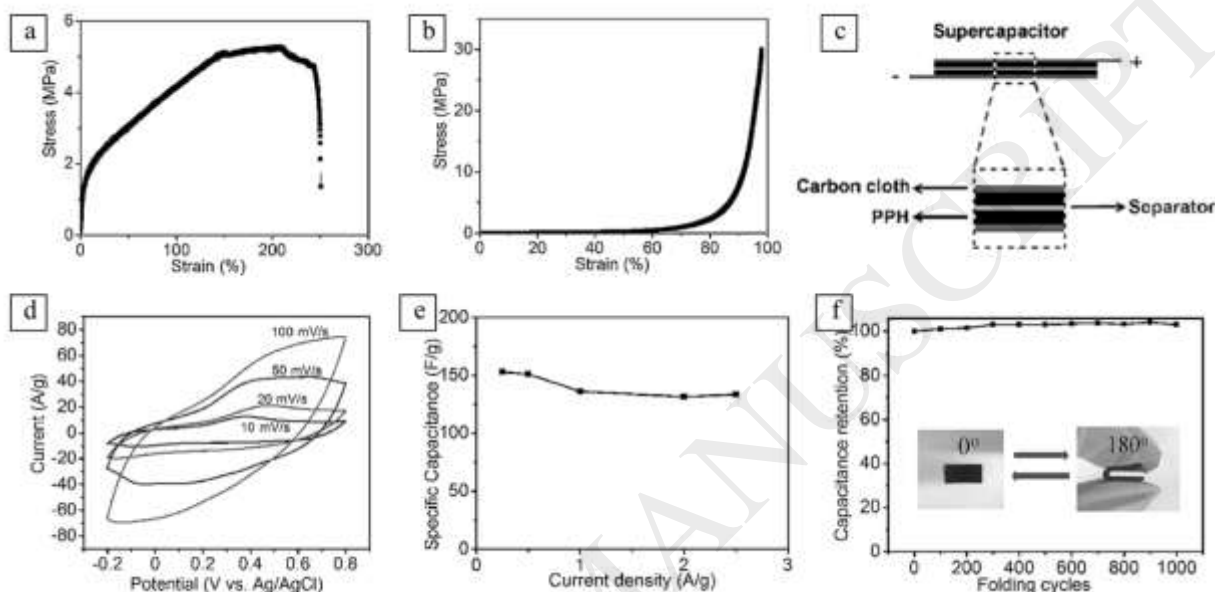 a
6
4
2
0
Stress (MPa)
0 100 200 300
Strain (%)
b
30
20
10
0
Stress (MPa)
0 20 40 60 80 100
Strain (%)
c
Supercapacitor
+
-
Carbon cloth
PPH
Separator
d
80
60
40
20
0
-20
-40
-60
-80
Current (A/g)
100 mV/s
50 mV/s
20 mV/s
10 mV/s
-0.2 0 0.2 0.4 0.6 0.8
Potential (V vs. Ag/AgCl)
e
200
150
100
50
0
Specific Capacitance (F/g)
0 1 2 3
Current density (A/g)
f
100
80
60
40
20
0
Capacitance retention (%)
0º
180º
0 200 400 600 800 1000
Folding cycles
MANUSCRIPT